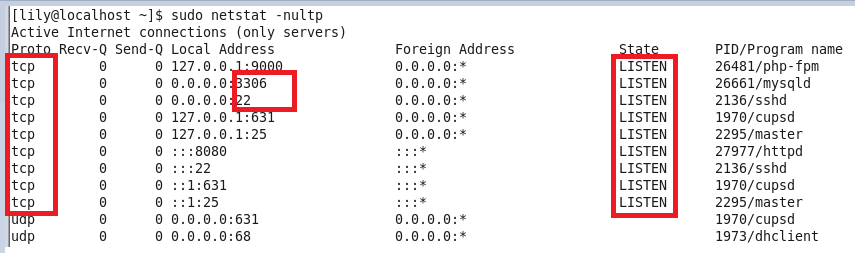 [lily@localhost ~]$ sudo netstat -nultp
Active Internet connections (only servers)
Proto Recv-Q Send-Q Local Address               Foreign Address             State       PID/Program name
tcp        0      0 127.0.0.1:9000              0.0.0.0:*                   LISTEN      26481/php-fpm
tcp        0      0 0.0.0.0:3306                0.0.0.0:*                   LISTEN      26661/mysqld
tcp        0      0 0.0.0.0:22                  0.0.0.0:*                   LISTEN      2136/sshd
tcp        0      0 127.0.0.1:631               0.0.0.0:*                   LISTEN      1970/cupsd
tcp        0      0 127.0.0.1:25                0.0.0.0:*                   LISTEN      2295/master
tcp        0      0 :::8080                     :::*                        LISTEN      27977/httpd
tcp        0      0 :::22                       :::*                        LISTEN      2136/sshd
tcp        0      0 ::1:631                     :::*                        LISTEN      1970/cupsd
tcp        0      0 ::1:25                      :::*                        LISTEN      2295/master
udp        0      0 0.0.0.0:631                 0.0.0.0:*                               1970/cupsd
udp        0      0 0.0.0.0:68                  0.0.0.0:*                               1973/dhclient